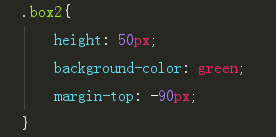 .box2{
height: 50px;
background-color: green;
margin-top: -90px;
}